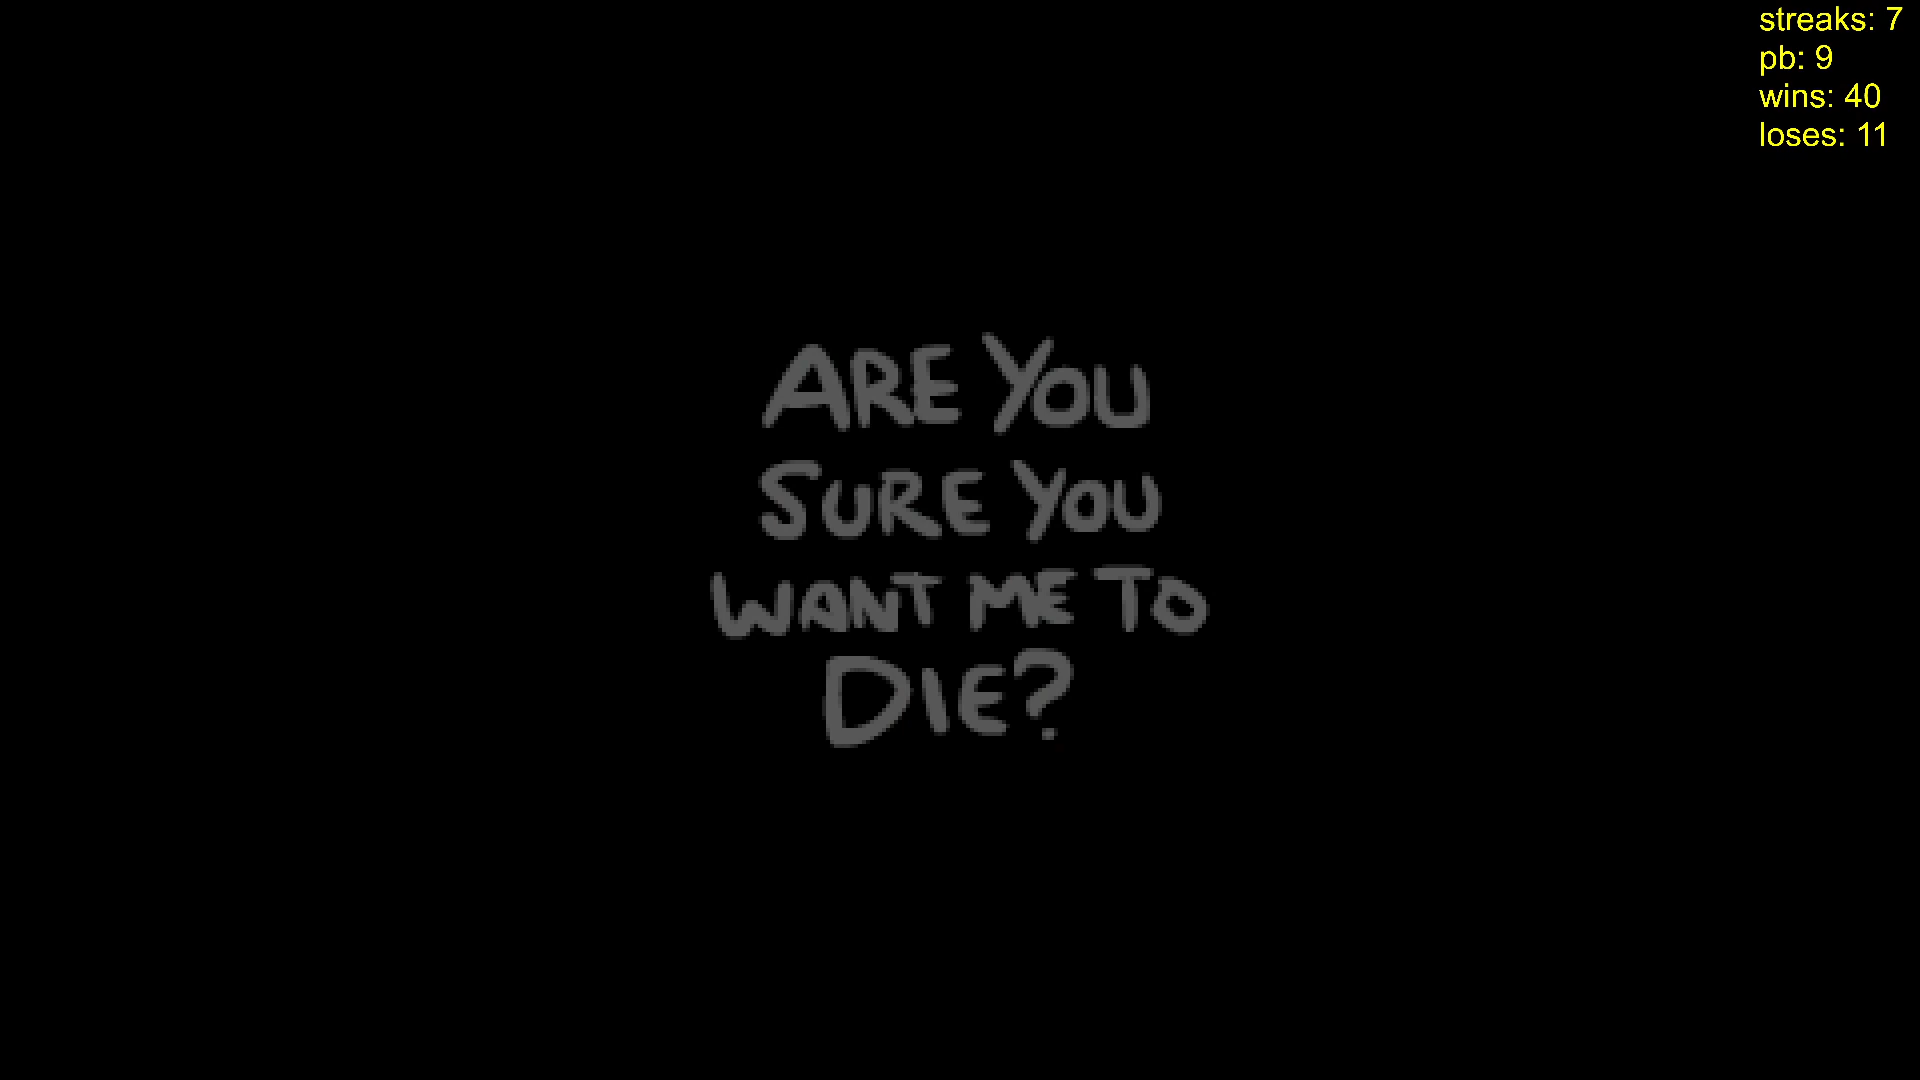 streaks: 7
pb: 9
wins: 40
loses: 11
ARE YOU
SURE YOU
WANT ME TO
DIE?